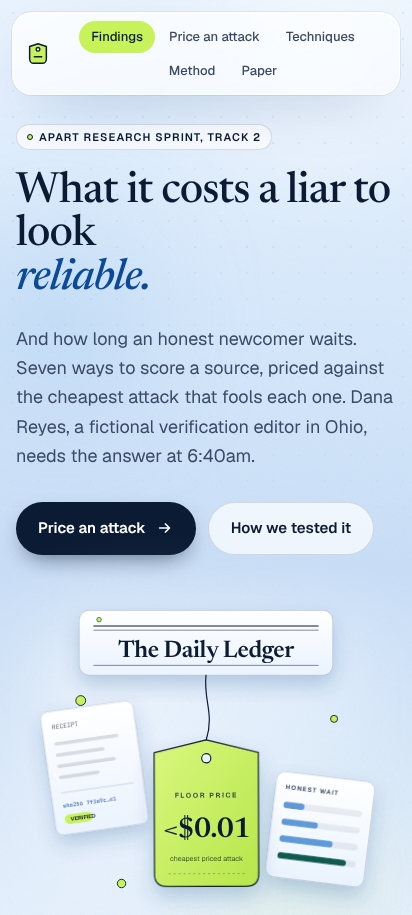 Findings
Price an attack
Techniques
Method
Paper
APART RESEARCH SPRINT, TRACK 2
What it costs a liar to
look
reliable.
And how long an honest newcomer waits.
Seven ways to score a source, priced against
the cheapest attack that fools each one. Dana
Reyes, a fictional verification editor in Ohio,
needs the answer at 6:40am.
Price an attack →
How we tested it
The Daily Ledger
RECEIPT
sha256
VERIFIED
FLOOR PRICE
<$0.01
cheapest priced attack
HONEST WAIT